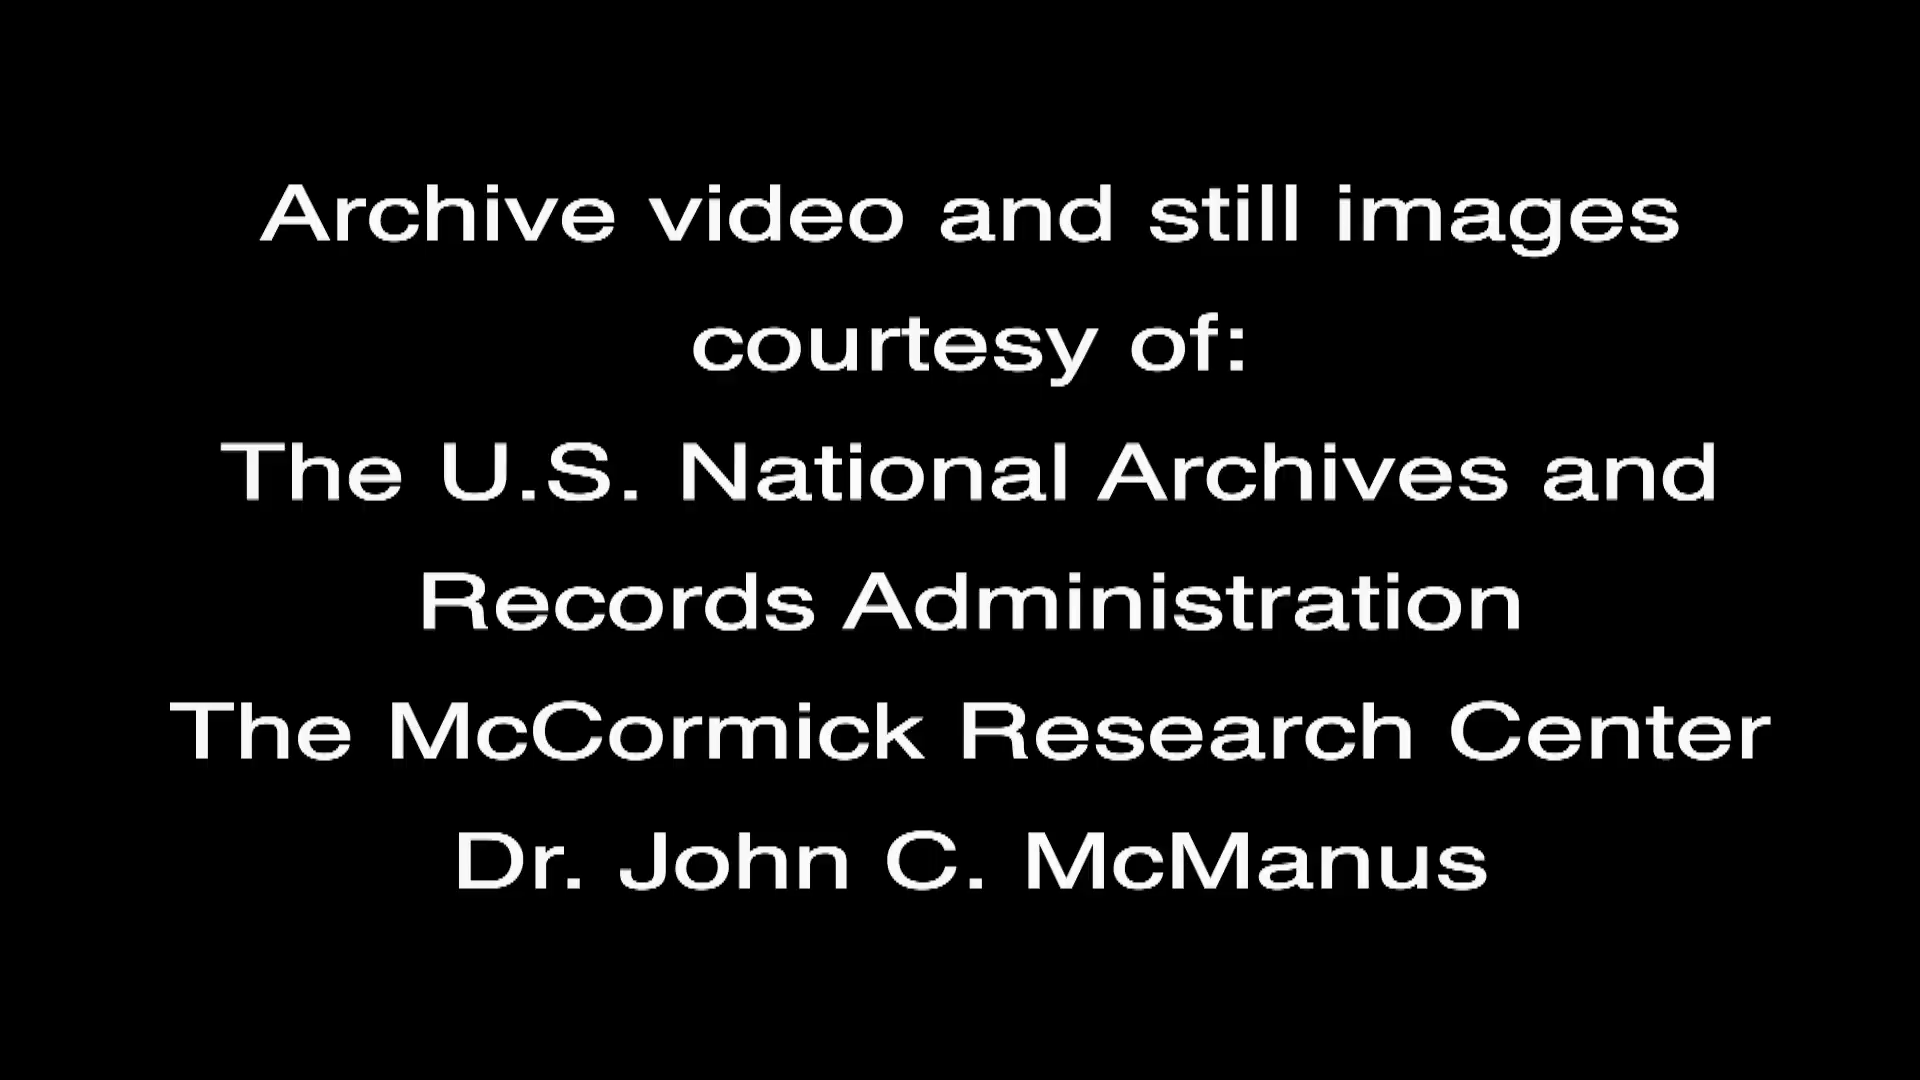 Archive video and still images
courtesy of:
The U.S. National Archives and
Records Administration
The McCormick Research Center
Dr. John C. McManus